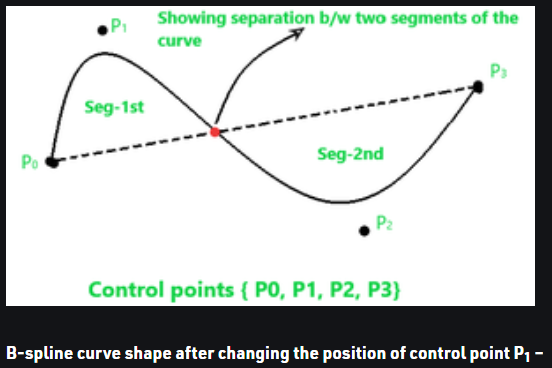 P₁
Showing separation b/w two segments of the
curve
P₃
Seg-1st
P₀
Seg-2nd
P₂
Control points { P0, P1, P2, P3}
B-spline curve shape after changing the position of control point P₁ –